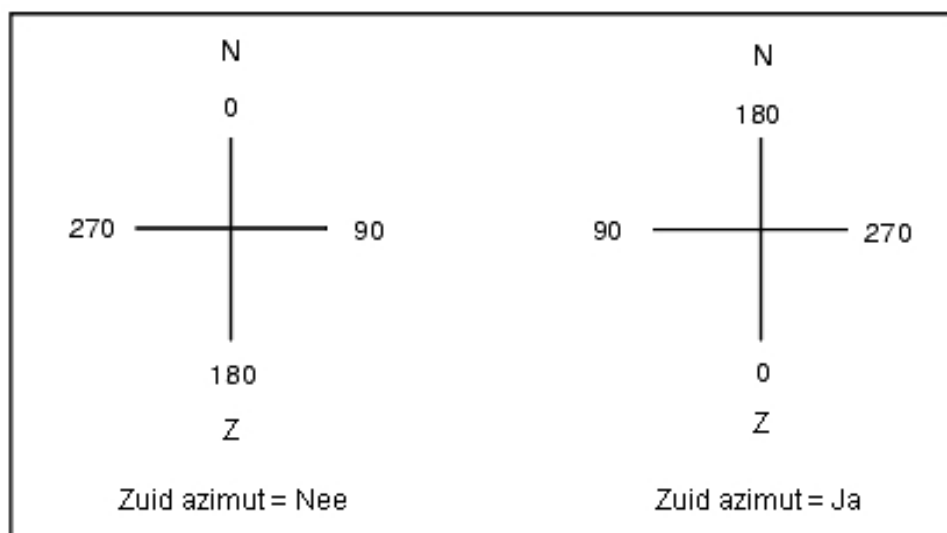 N
0
270 90
180
Z
Zuid azimut = Nee
N
180
90 270
0
Z
Zuid azimut = Ja